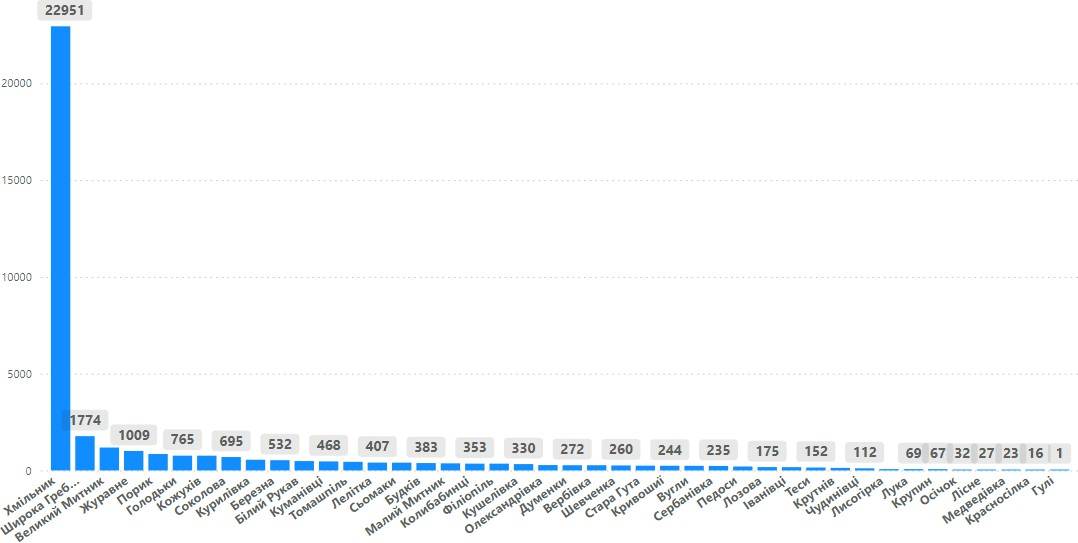 22951
20000
15000
10000
5000
0
1774
1009
765
695
532
468
407
383
353
330
272
260
244
235
175
152
112
69
67
32
27
23
16
1
Хмільник
Широка Греб…
Великий Митник
Журавне
Порик
Голодьки
Кожухів
Соколова
Курилівка
Березна
Білий Рукав
Куманівці
Томашпіль
Лелітка
Сьомаки
Будків
Малий Митник
Колибабинці
Філіопіль
Кушелівка
Олександрівка
Думенки
Вербівка
Шевченка
Стара Гута
Кривошиї
Вугли
Сербанівка
Педоси
Лозова
Іванівці
Теси
Крутнів
Чудинівці
Лисогірка
Лука
Крупин
Осічок
Лісне
Медведівка
Красносілка
Гулі